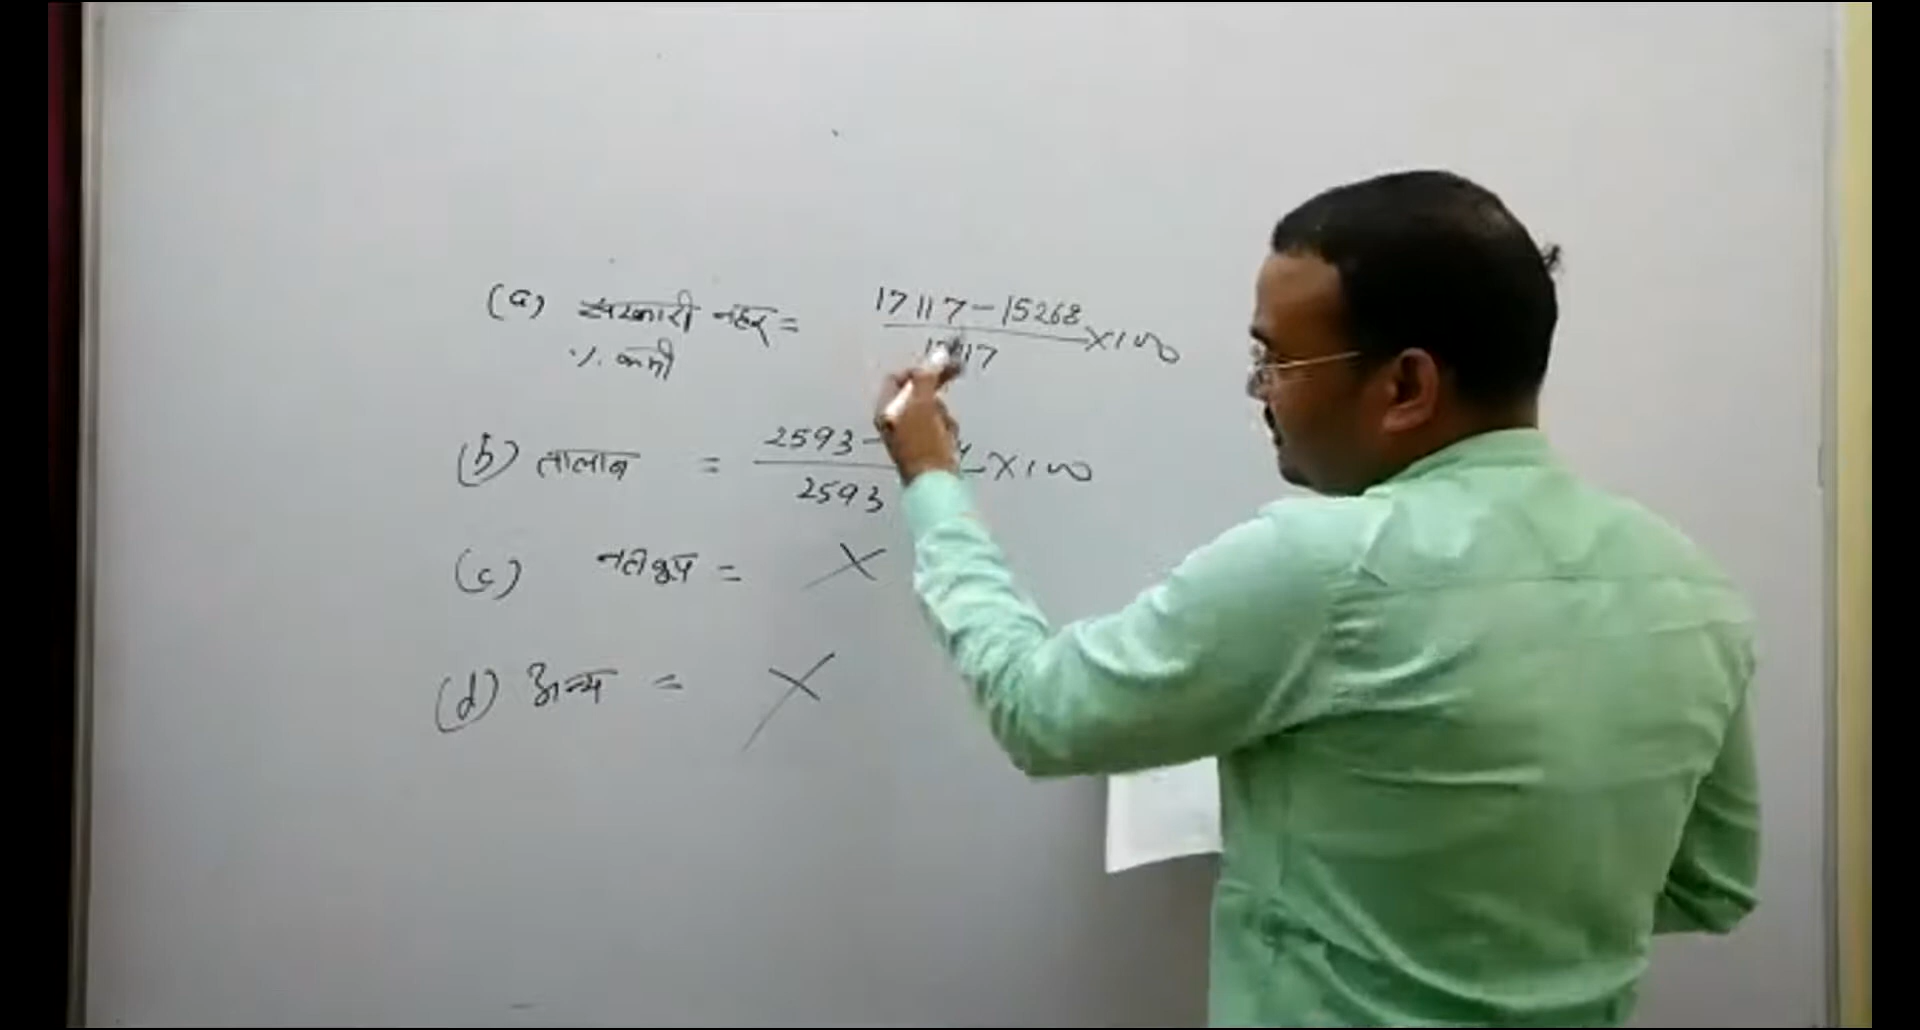 (a) सरकारी नहर = 17117-15268
% कमी 17117 ×100
(b) तालाब = 2593- ×100
2593
(c) नलकूप = ×
(d) अन्य = ×